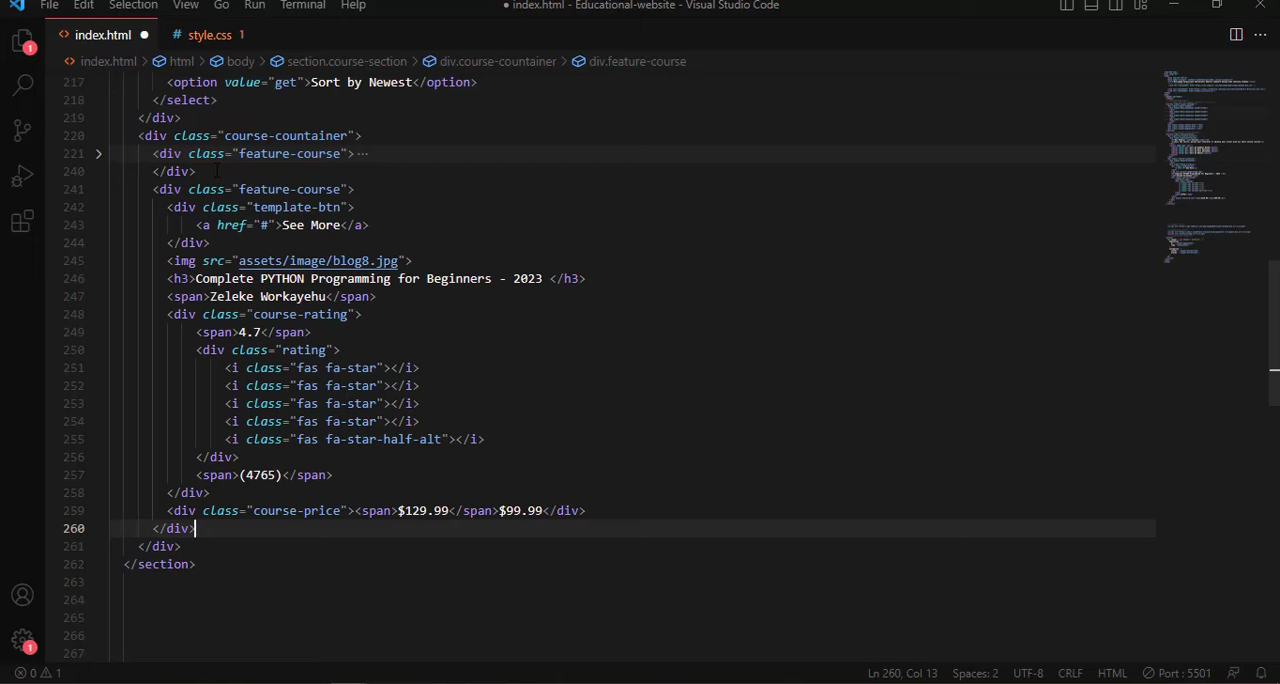 File Edit Selection View Go Run Terminal Help
● index.html - Educational-website - Visual Studio Code
index.html ● style.css 1
index.html > html > body > section.course-section > div.course-countainer > div.feature-course
217 <option value="get">Sort by Newest</option>
218 </select>
219 </div>
220 <div class="course-countainer">
221 <div class="feature-course"> ···
240 </div>
241 <div class="feature-course">
242 <div class="template-btn">
243 <a href="#">See More</a>
244 </div>
245 <img src="assets/image/blog8.jpg">
246 <h3>Complete PYTHON Programming for Beginners - 2023 </h3>
247 <span>Zeleke Workayehu</span>
248 <div class="course-rating">
249 <span>4.7</span>
250 <div class="rating">
251 <i class="fas fa-star"></i>
252 <i class="fas fa-star"></i>
253 <i class="fas fa-star"></i>
254 <i class="fas fa-star"></i>
255 <i class="fas fa-star-half-alt"></i>
256 </div>
257 <span>(4765)</span>
258 </div>
259 <div class="course-price"><span>$129.99</span>$99.99</div>
260 </div>
261 </div>
262 </section>
263
264
265
266
267
1
1
0 1 Ln 260, Col 13 Spaces: 2 UTF-8 CRLF HTML Port : 5501